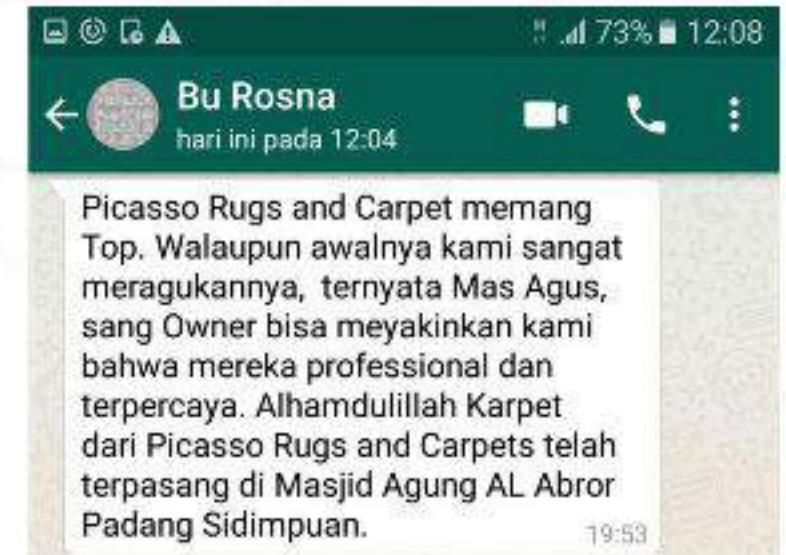 73% 12:08
Bu Rosna
hari ini pada 12:04
Picasso Rugs and Carpet memang
Top. Walaupun awalnya kami sangat
meragukannya, ternyata Mas Agus,
sang Owner bisa meyakinkan kami
bahwa mereka professional dan
terpercaya. Alhamdulillah Karpet
dari Picasso Rugs and Carpets telah
terpasang di Masjid Agung AL Abror
Padang Sidimpuan.
19:53